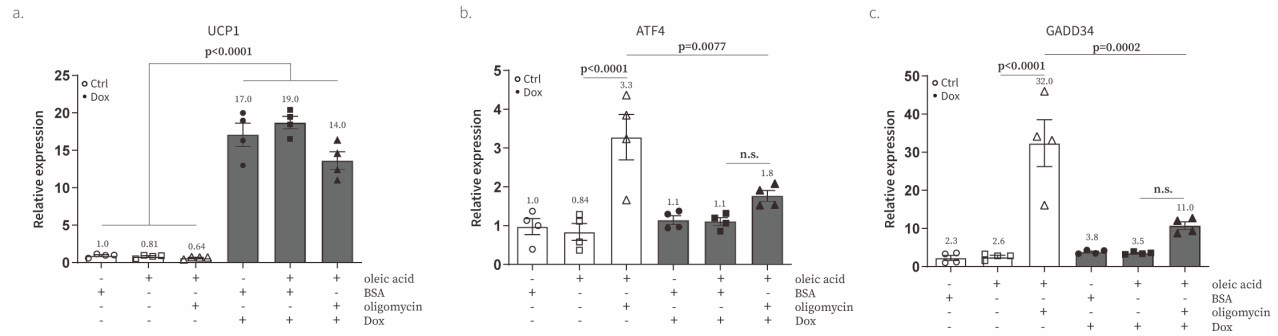 a.
UCP1
p<0.0001
Relative expression
25
20
15
10
5
0
Ctrl
Dox
1.0
0.81
0.64
17.0
19.0
14.0
- + + - + + oleic acid
+ - - + + - BSA
- - + - - + oligomycin
- - - + + + Dox
b.
ATF4
p=0.0077
p<0.0001
n.s.
Relative expression
5
4
3
2
1
0
Ctrl
Dox
1.0
0.84
3.3
1.1
1.1
1.8
- + + - + + oleic acid
+ - - + - - BSA
- - + - - + oligomycin
- - - + + + Dox
c.
GADD34
p=0.0002
p<0.0001
n.s.
Relative expression
50
40
30
20
10
0
Ctrl
Dox
2.3
2.6
32.0
3.8
3.5
11.0
- + + - + + oleic acid
+ - - + - - BSA
- - + - - + oligomycin
- - - + + + Dox